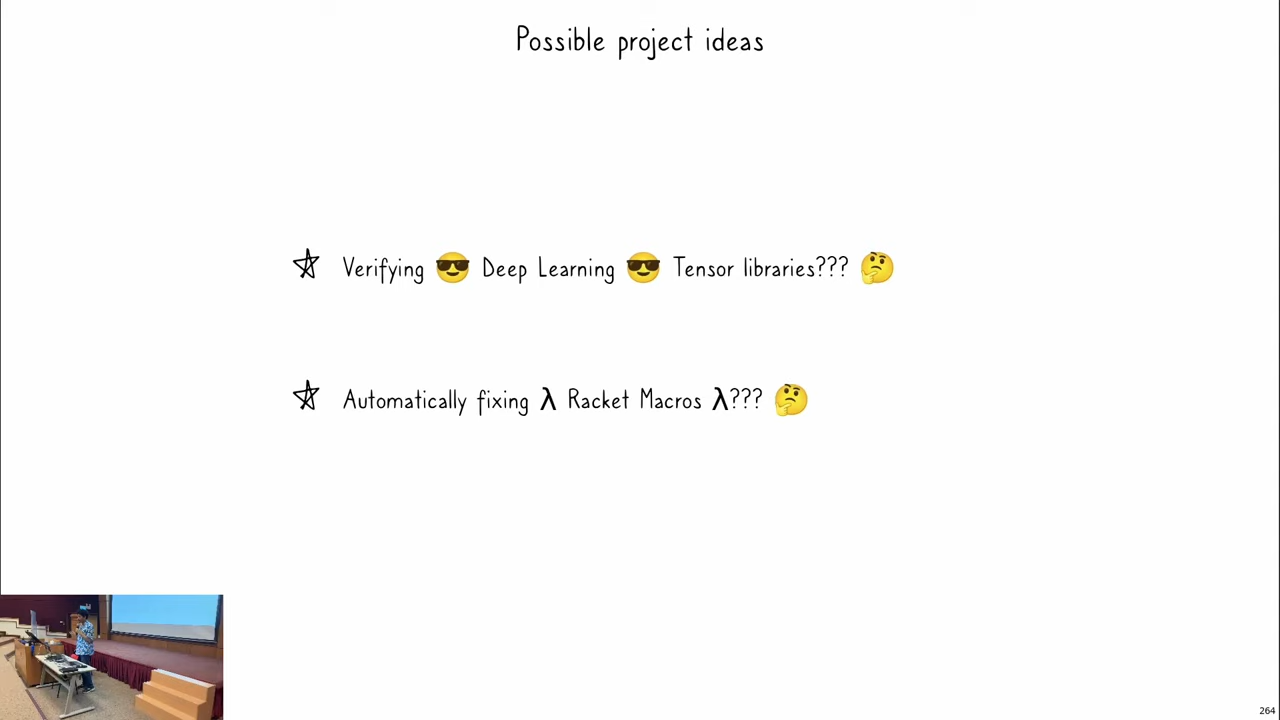 Possible project ideas
☆ Verifying 😎 Deep Learning 😎 Tensor libraries??? 🤔
☆ Automatically fixing λ Racket Macros λ??? 🤔
264